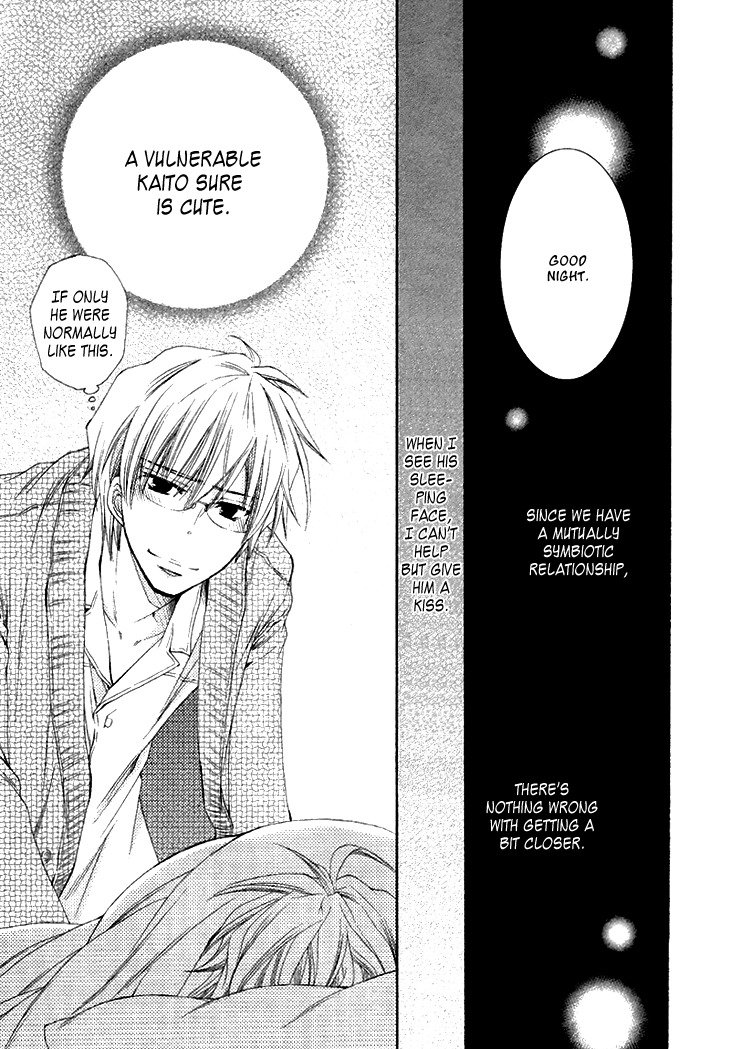 GOOD
NIGHT.
SINCE WE HAVE
A MUTUALLY
SYMBIOTIC
RELATIONSHIP,
THERE'S
NOTHING WRONG
WITH GETTING A
BIT CLOSER.
WHEN I
SEE HIS
SLEE-
PING
FACE,
I CAN'T
HELP
BUT GIVE
HIM A
KISS.
A VULNERABLE
KAITO SURE
IS CUTE.
IF ONLY
HE WERE
NORMALLY
LIKE THIS.